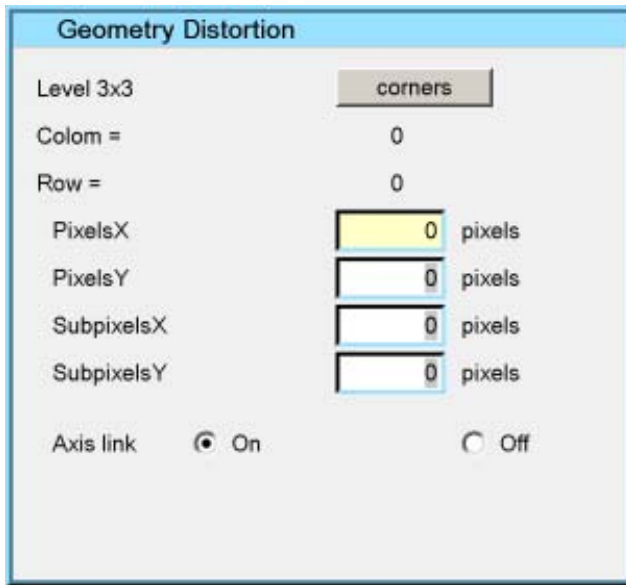 Geometry Distortion
Level 3x3 corners
Colom = 0
Row = 0
PixelsX 0 pixels
PixelsY 0 pixels
SubpixelsX 0 pixels
SubpixelsY 0 pixels
Axis link On Off